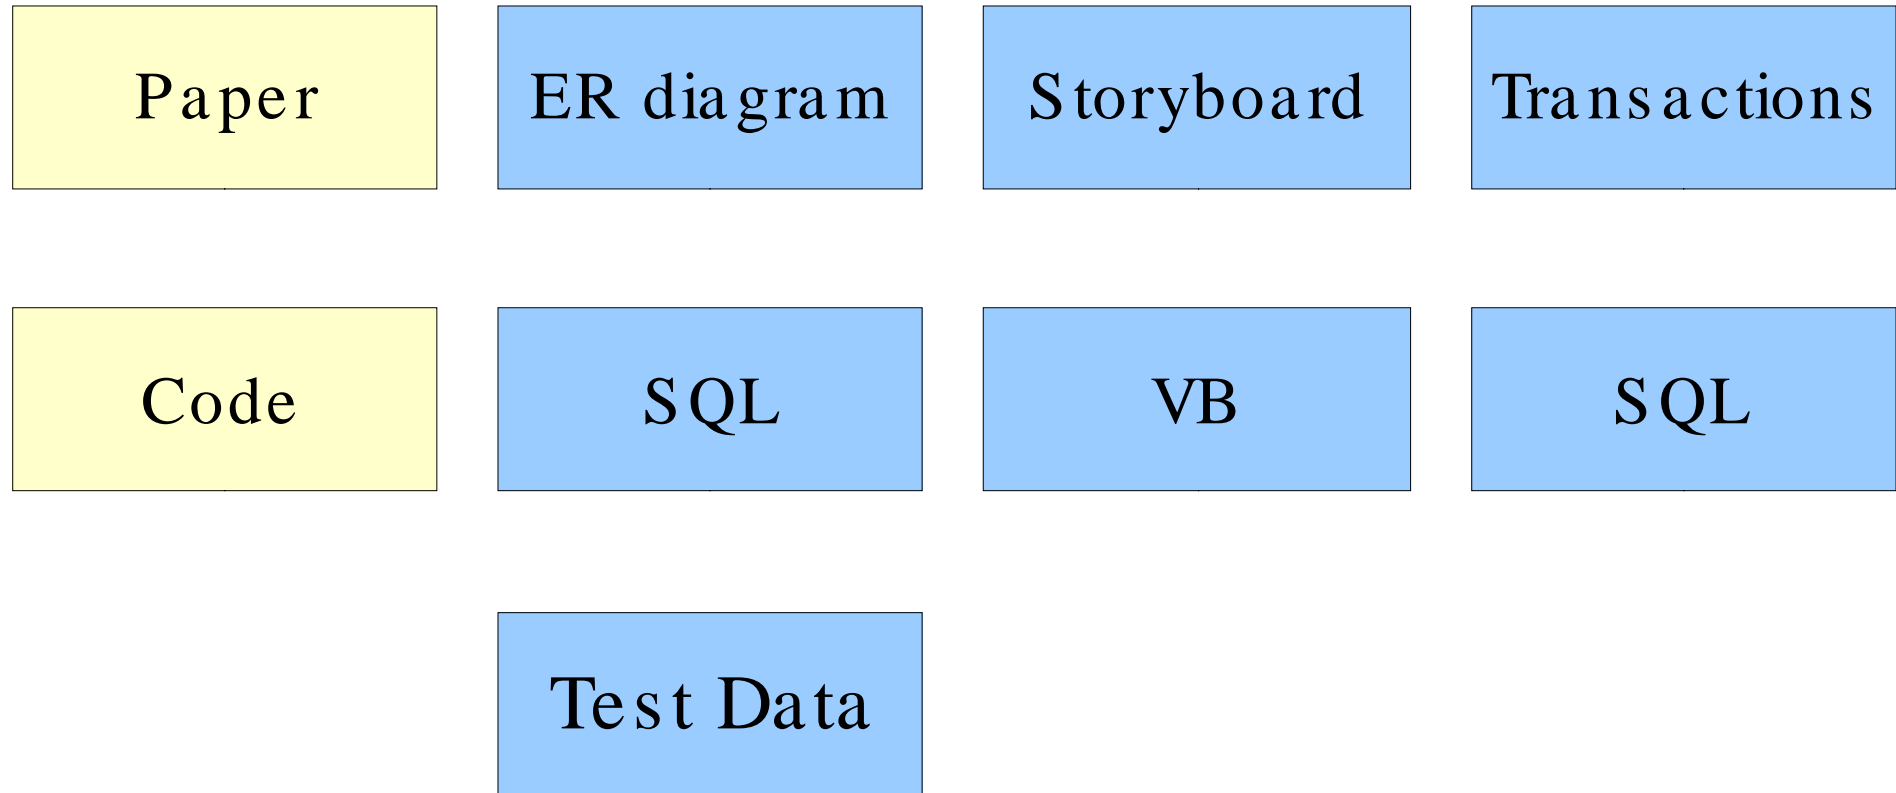 Paper
ER diagram
Storyboard
Transactions
Code
SQL
VB
SQL
Test Data